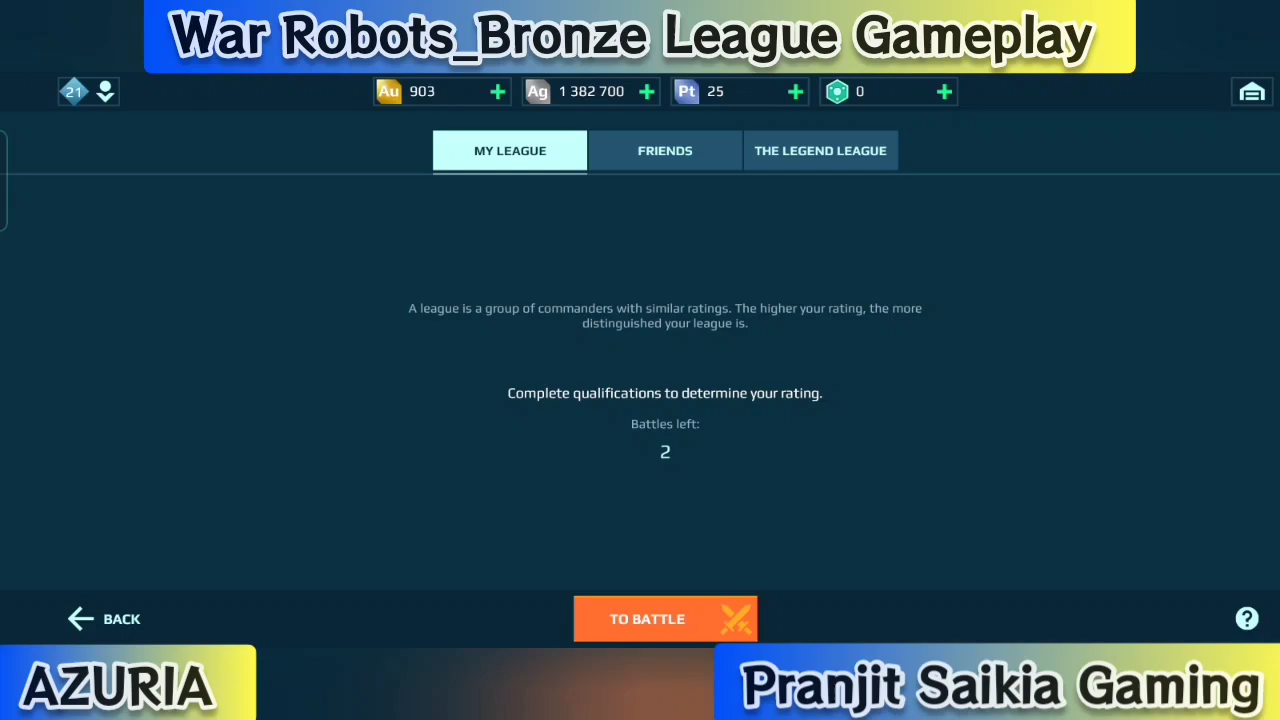 War Robots_Bronze League Gameplay
21
Au 903
Ag 1 382 700
Pt 25
0
MY LEAGUE
FRIENDS
THE LEGEND LEAGUE
A league is a group of commanders with similar ratings. The higher your rating, the more
distinguished your league is.
Complete qualifications to determine your rating.
Battles left:
2
BACK
TO BATTLE
?
AZURIA
Pranjit Saikia Gaming